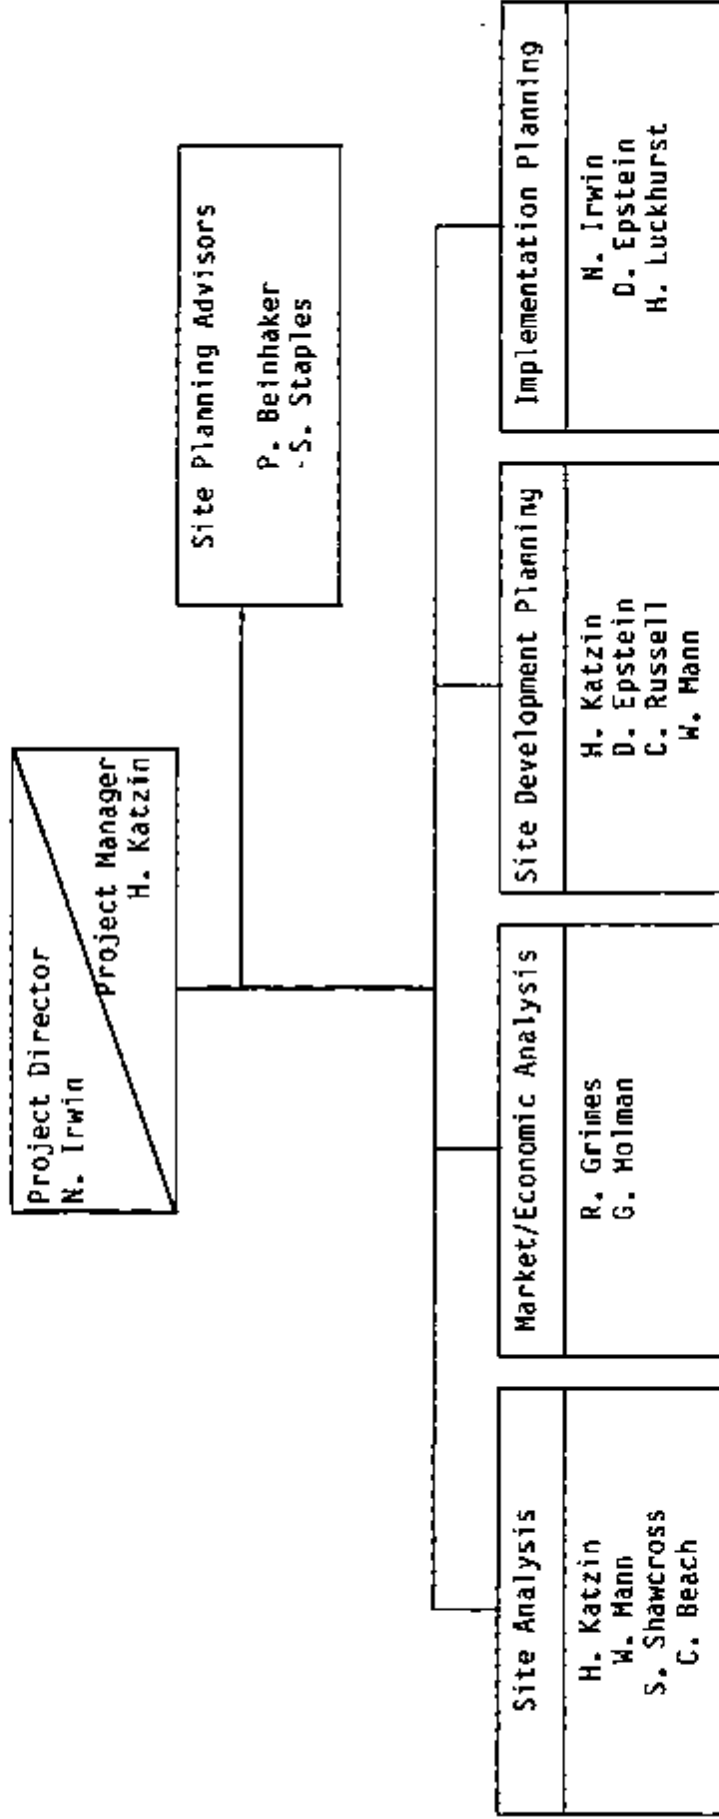 Project Director
N. Irwin
Project Manager
H. Katzin
Site Planning Advisors
P. Beinhaker
S. Staples
Site Analysis
H. Katzin
W. Mann
S. Shawcross
C. Beach
Market/Economic Analysis
R. Grimes
G. Holman
Site Development Planning
H. Katzin
D. Epstein
C. Russell
W. Mann
Implementation Planning
N. Irwin
D. Epstein
H. Luckhurst